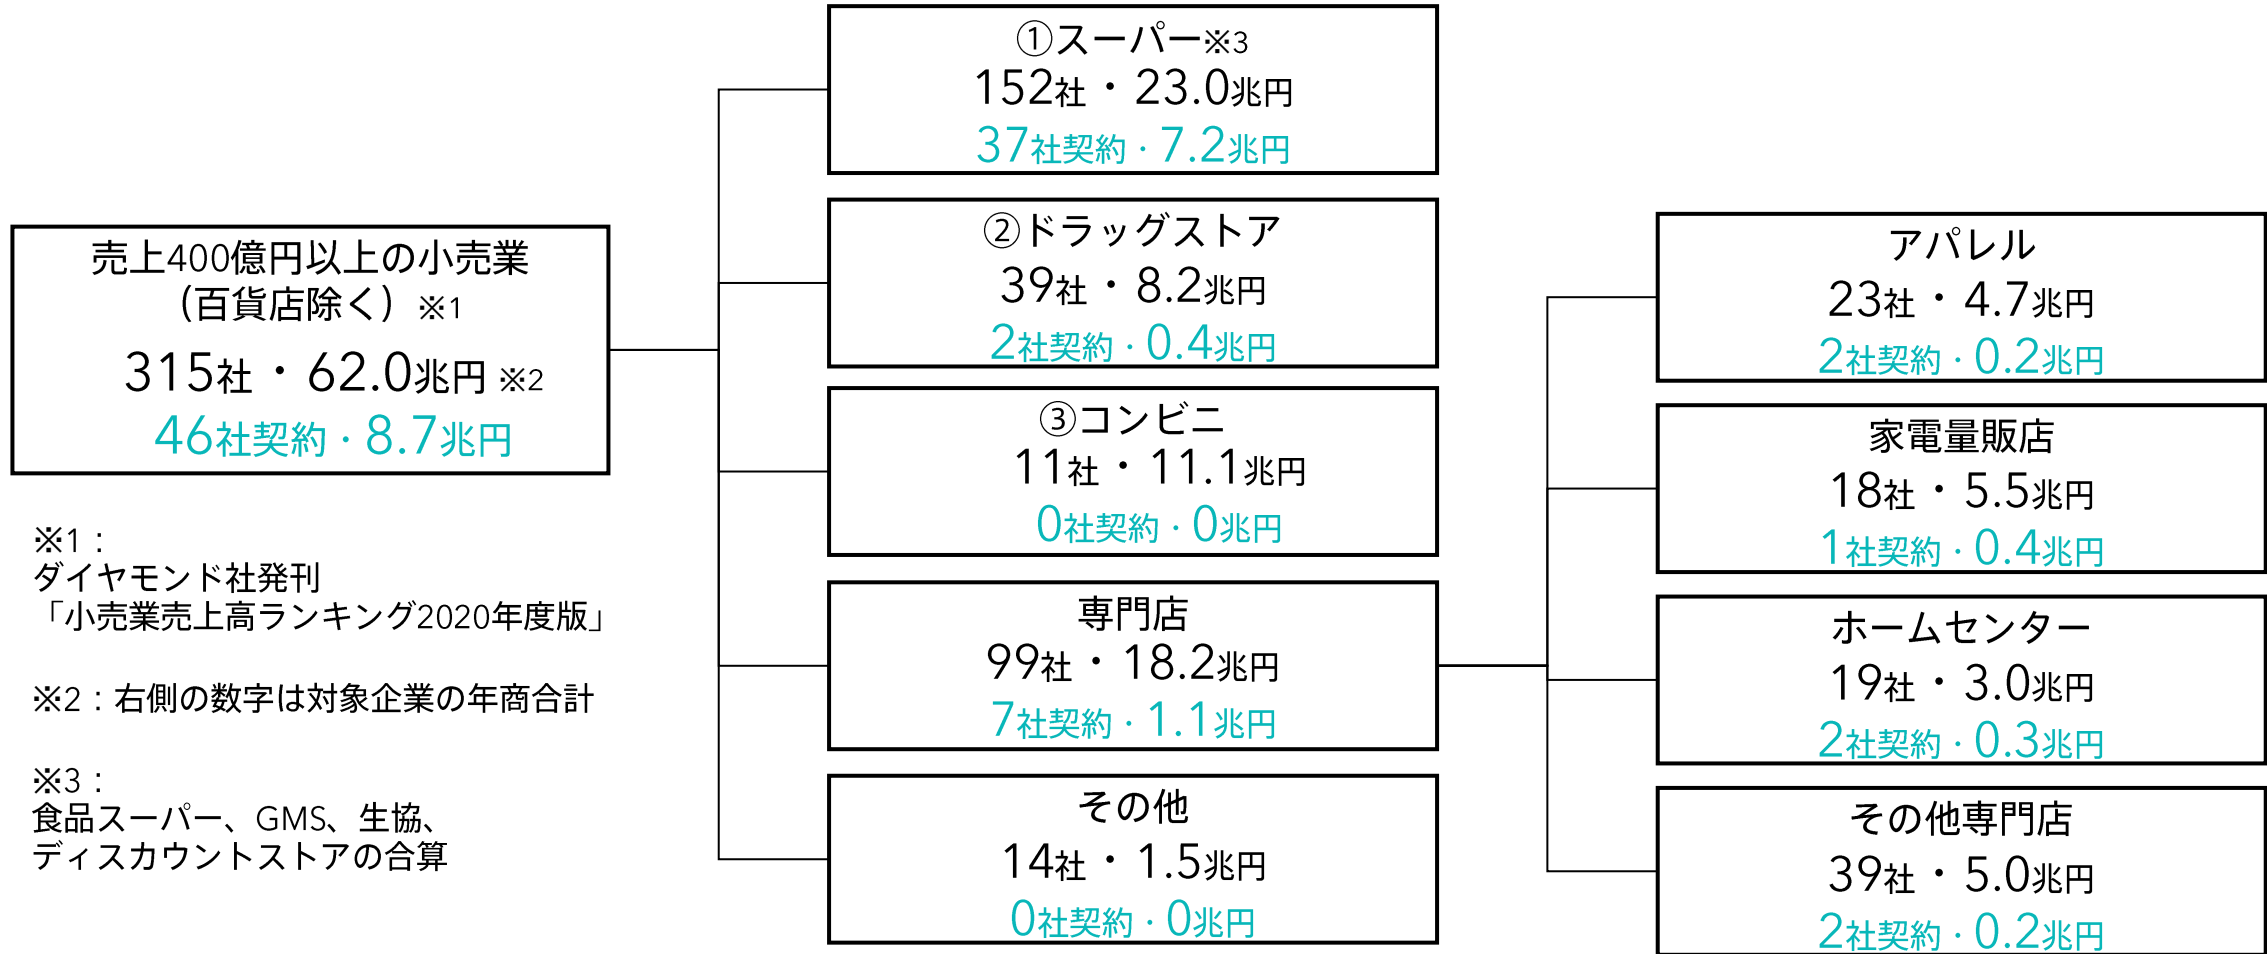 売上400億円以上の小売業
（百貨店除く）※1
315社・62.0兆円 ※2
46社契約・8.7兆円
※1：
ダイヤモンド社発刊
「小売業売上高ランキング2020年度版」
※2：右側の数字は対象企業の年商合計
※3：
食品スーパー、GMS、生協、
ディスカウントストアの合算
①スーパー※3
152社・23.0兆円
37社契約・7.2兆円
②ドラッグストア
39社・8.2兆円
2社契約・0.4兆円
③コンビニ
11社・11.1兆円
0社契約・0兆円
専門店
99社・18.2兆円
7社契約・1.1兆円
その他
14社・1.5兆円
0社契約・0兆円
アパレル
23社・4.7兆円
2社契約・0.2兆円
家電量販店
18社・5.5兆円
1社契約・0.4兆円
ホームセンター
19社・3.0兆円
2社契約・0.3兆円
その他専門店
39社・5.0兆円
2社契約・0.2兆円